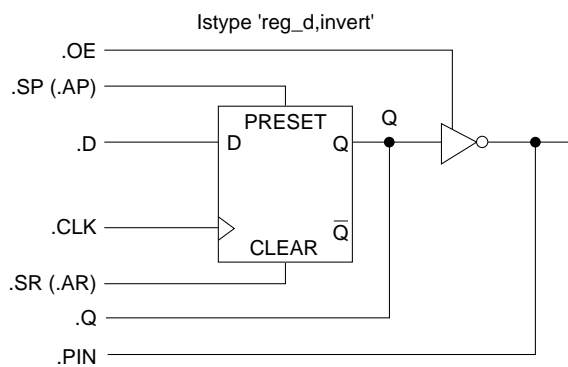 Istype 'reg_d,invert'
.OE
.SP (.AP)
PRESET
Q
.D
D
Q
.CLK
Q̅
CLEAR
.SR (.AR)
.Q
.PIN